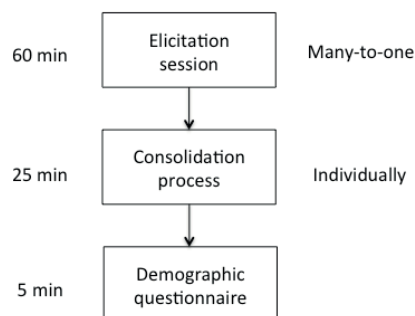 60 min
Elicitation
session
Many-to-one
25 min
Consolidation
process
Individually
5 min
Demographic
questionnaire